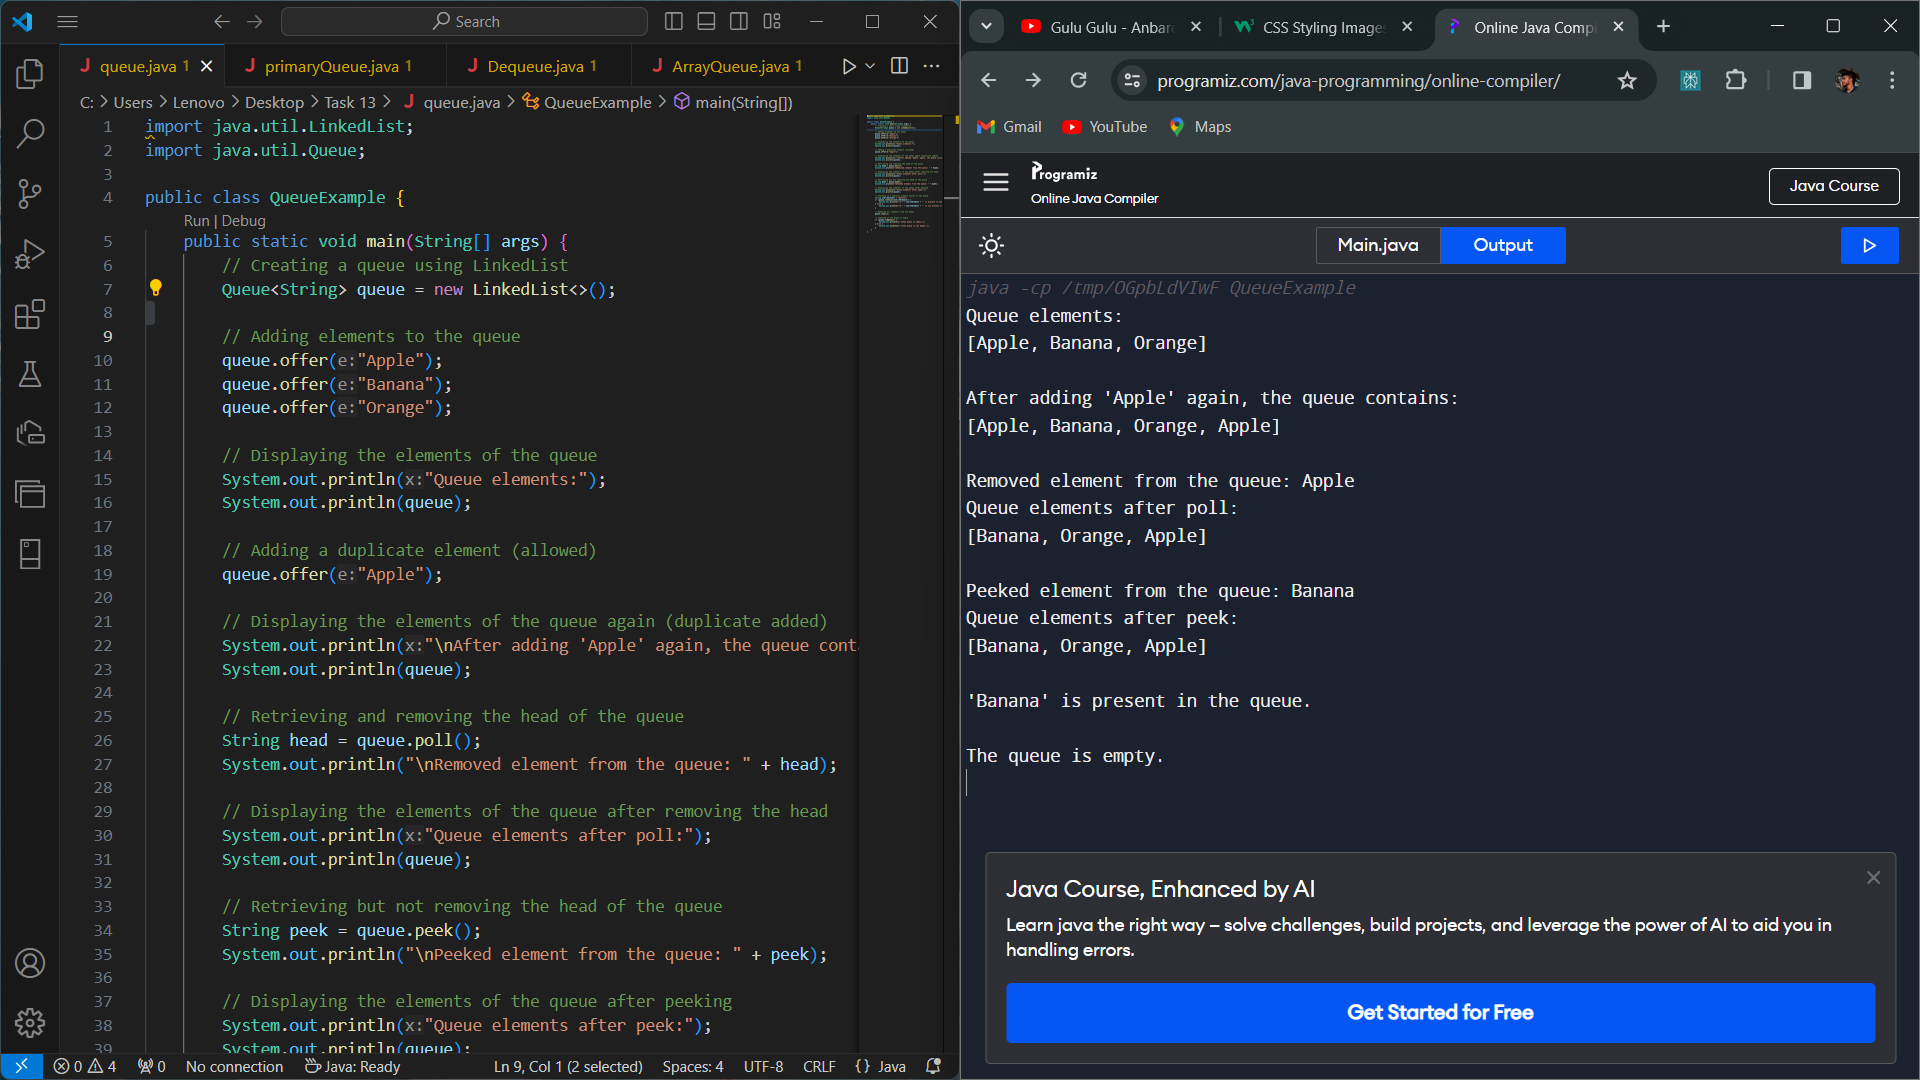 Search
queue.java 1
primaryQueue.java 1
Dequeue.java 1
ArrayQueue.java 1
C: > Users > Lenovo > Desktop > Task 13 > queue.java > QueueExample > main(String[])
1 import java.util.LinkedList;
2 import java.util.Queue;
3
4 public class QueueExample {
Run | Debug
5 public static void main(String[] args) {
6 // Creating a queue using LinkedList
7 Queue<String> queue = new LinkedList<>();
8
9 // Adding elements to the queue
10 queue.offer(e:"Apple");
11 queue.offer(e:"Banana");
12 queue.offer(e:"Orange");
13
14 // Displaying the elements of the queue
15 System.out.println(x:"Queue elements:");
16 System.out.println(queue);
17
18 // Adding a duplicate element (allowed)
19 queue.offer(e:"Apple");
20
21 // Displaying the elements of the queue again (duplicate added)
22 System.out.println(x:"\nAfter adding 'Apple' again, the queue cont
23 System.out.println(queue);
24
25 // Retrieving and removing the head of the queue
26 String head = queue.poll();
27 System.out.println("\nRemoved element from the queue: " + head);
28
29 // Displaying the elements of the queue after removing the head
30 System.out.println(x:"Queue elements after poll:");
31 System.out.println(queue);
32
33 // Retrieving but not removing the head of the queue
34 String peek = queue.peek();
35 System.out.println("\nPeeked element from the queue: " + peek);
36
37 // Displaying the elements of the queue after peeking
38 System.out.println(x:"Queue elements after peek:");
39 System.out.println(queue);
0 4 0 No connection Java: Ready Ln 9, Col 1 (2 selected) Spaces: 4 UTF-8 CRLF {} Java
Gulu Gulu - Anbar
CSS Styling Images
Online Java Compi
programiz.com/java-programming/online-compiler/
Gmail YouTube Maps
Programiz
Online Java Compiler
Java Course
Main.java Output
java -cp /tmp/OGpbLdVIwF QueueExample
Queue elements:
[Apple, Banana, Orange]
After adding 'Apple' again, the queue contains:
[Apple, Banana, Orange, Apple]
Removed element from the queue: Apple
Queue elements after poll:
[Banana, Orange, Apple]
Peeked element from the queue: Banana
Queue elements after peek:
[Banana, Orange, Apple]
'Banana' is present in the queue.
The queue is empty.
Java Course, Enhanced by AI
Learn java the right way – solve challenges, build projects, and leverage the power of AI to aid you in
handling errors.
Get Started for Free